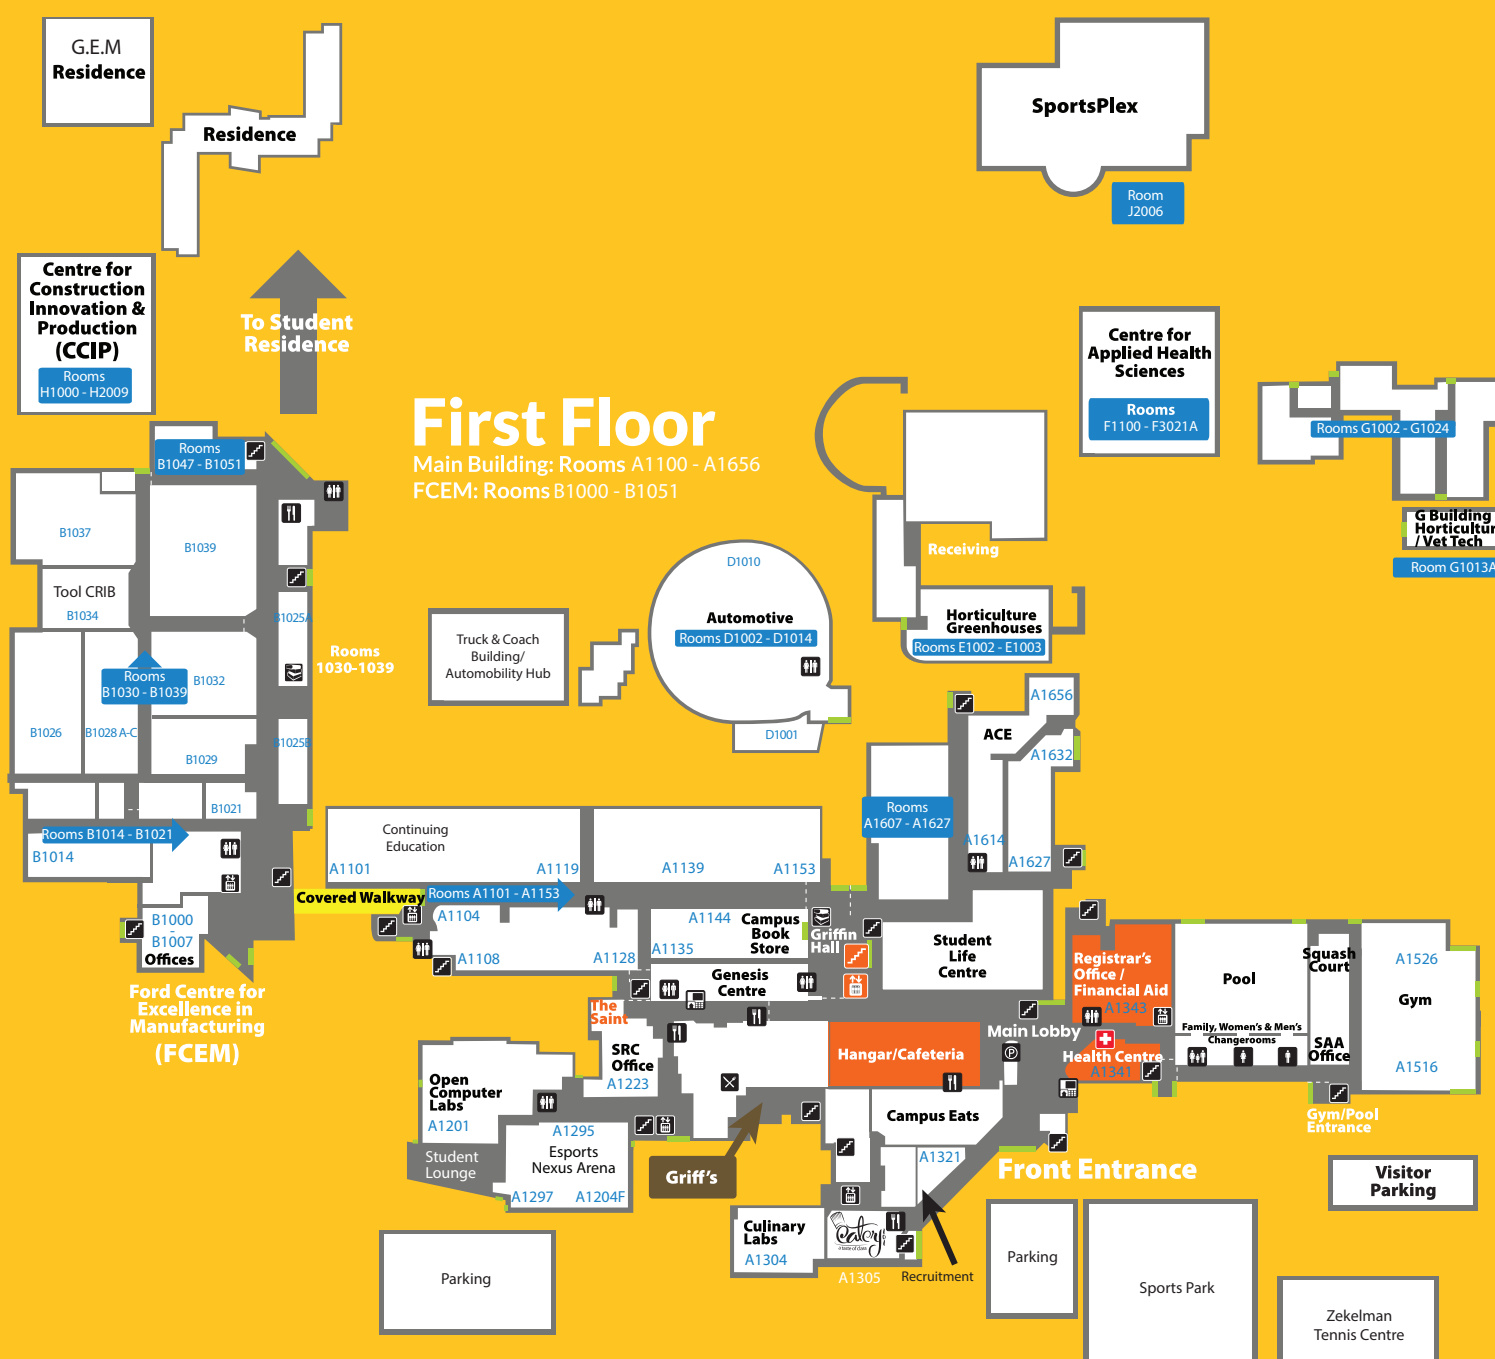 G.E.M
Residence
Residence
SportsPlex
Room
J2006
Centre for
Construction
Innovation &
Production
(CCIP)
Rooms
H1000 - H2009
To Student
Residence
Centre for
Applied Health
Sciences
Rooms
F1100 - F3021A
Rooms G1002 - G1024
G Building
Horticultur
/ Vet Tech
Room G1013A
First Floor
Main Building: Rooms A1100 - A1656
FCEM: Rooms B1000 - B1051
Rooms
B1047 - B1051
B1037
B1039
Tool CRIB
B1034
B1025A
Rooms
1030-1039
Rooms
B1030 - B1039
B1032
B1026
B1028 A-C
B1029
B1025B
B1021
Rooms B1014 - B1021
B1014
B1000
-
B1007
Offices
Ford Centre for
Excellence in
Manufacturing
(FCEM)
Truck & Coach
Building/
Automobility Hub
D1010
Automotive
Rooms D1002 - D1014
D1001
Receiving
Horticulture
Greenhouses
Rooms E1002 - E1003
A1656
ACE
A1632
Rooms
A1607 - A1627
A1614
A1627
Continuing
Education
A1101
A1119
A1139
A1153
Covered Walkway
Rooms A1101 - A1153
A1104
A1108
A1128
A1144
A1135
Campus
Book
Store
Griffin
Hall
Genesis
Centre
Student
Life
Centre
Registrar's
Office /
Financial Aid
A1343
Pool
Squash
Court
A1526
Gym
A1516
Family, Women's & Men's
Changerooms
SAA
Office
Gym/Pool
Entrance
The
Saint
SRC
Office
A1223
Hangar/Cafeteria
Main Lobby
P
Health Centre
A1341
Open
Computer
Labs
A1201
Student
Lounge
A1295
Esports
Nexus Arena
A1297
A1204F
Griff's
Campus Eats
A1321
Front Entrance
Visitor
Parking
Culinary
Labs
A1304
Eatery
A1305
Recruitment
Parking
Parking
Sports Park
Zekelman
Tennis Centre